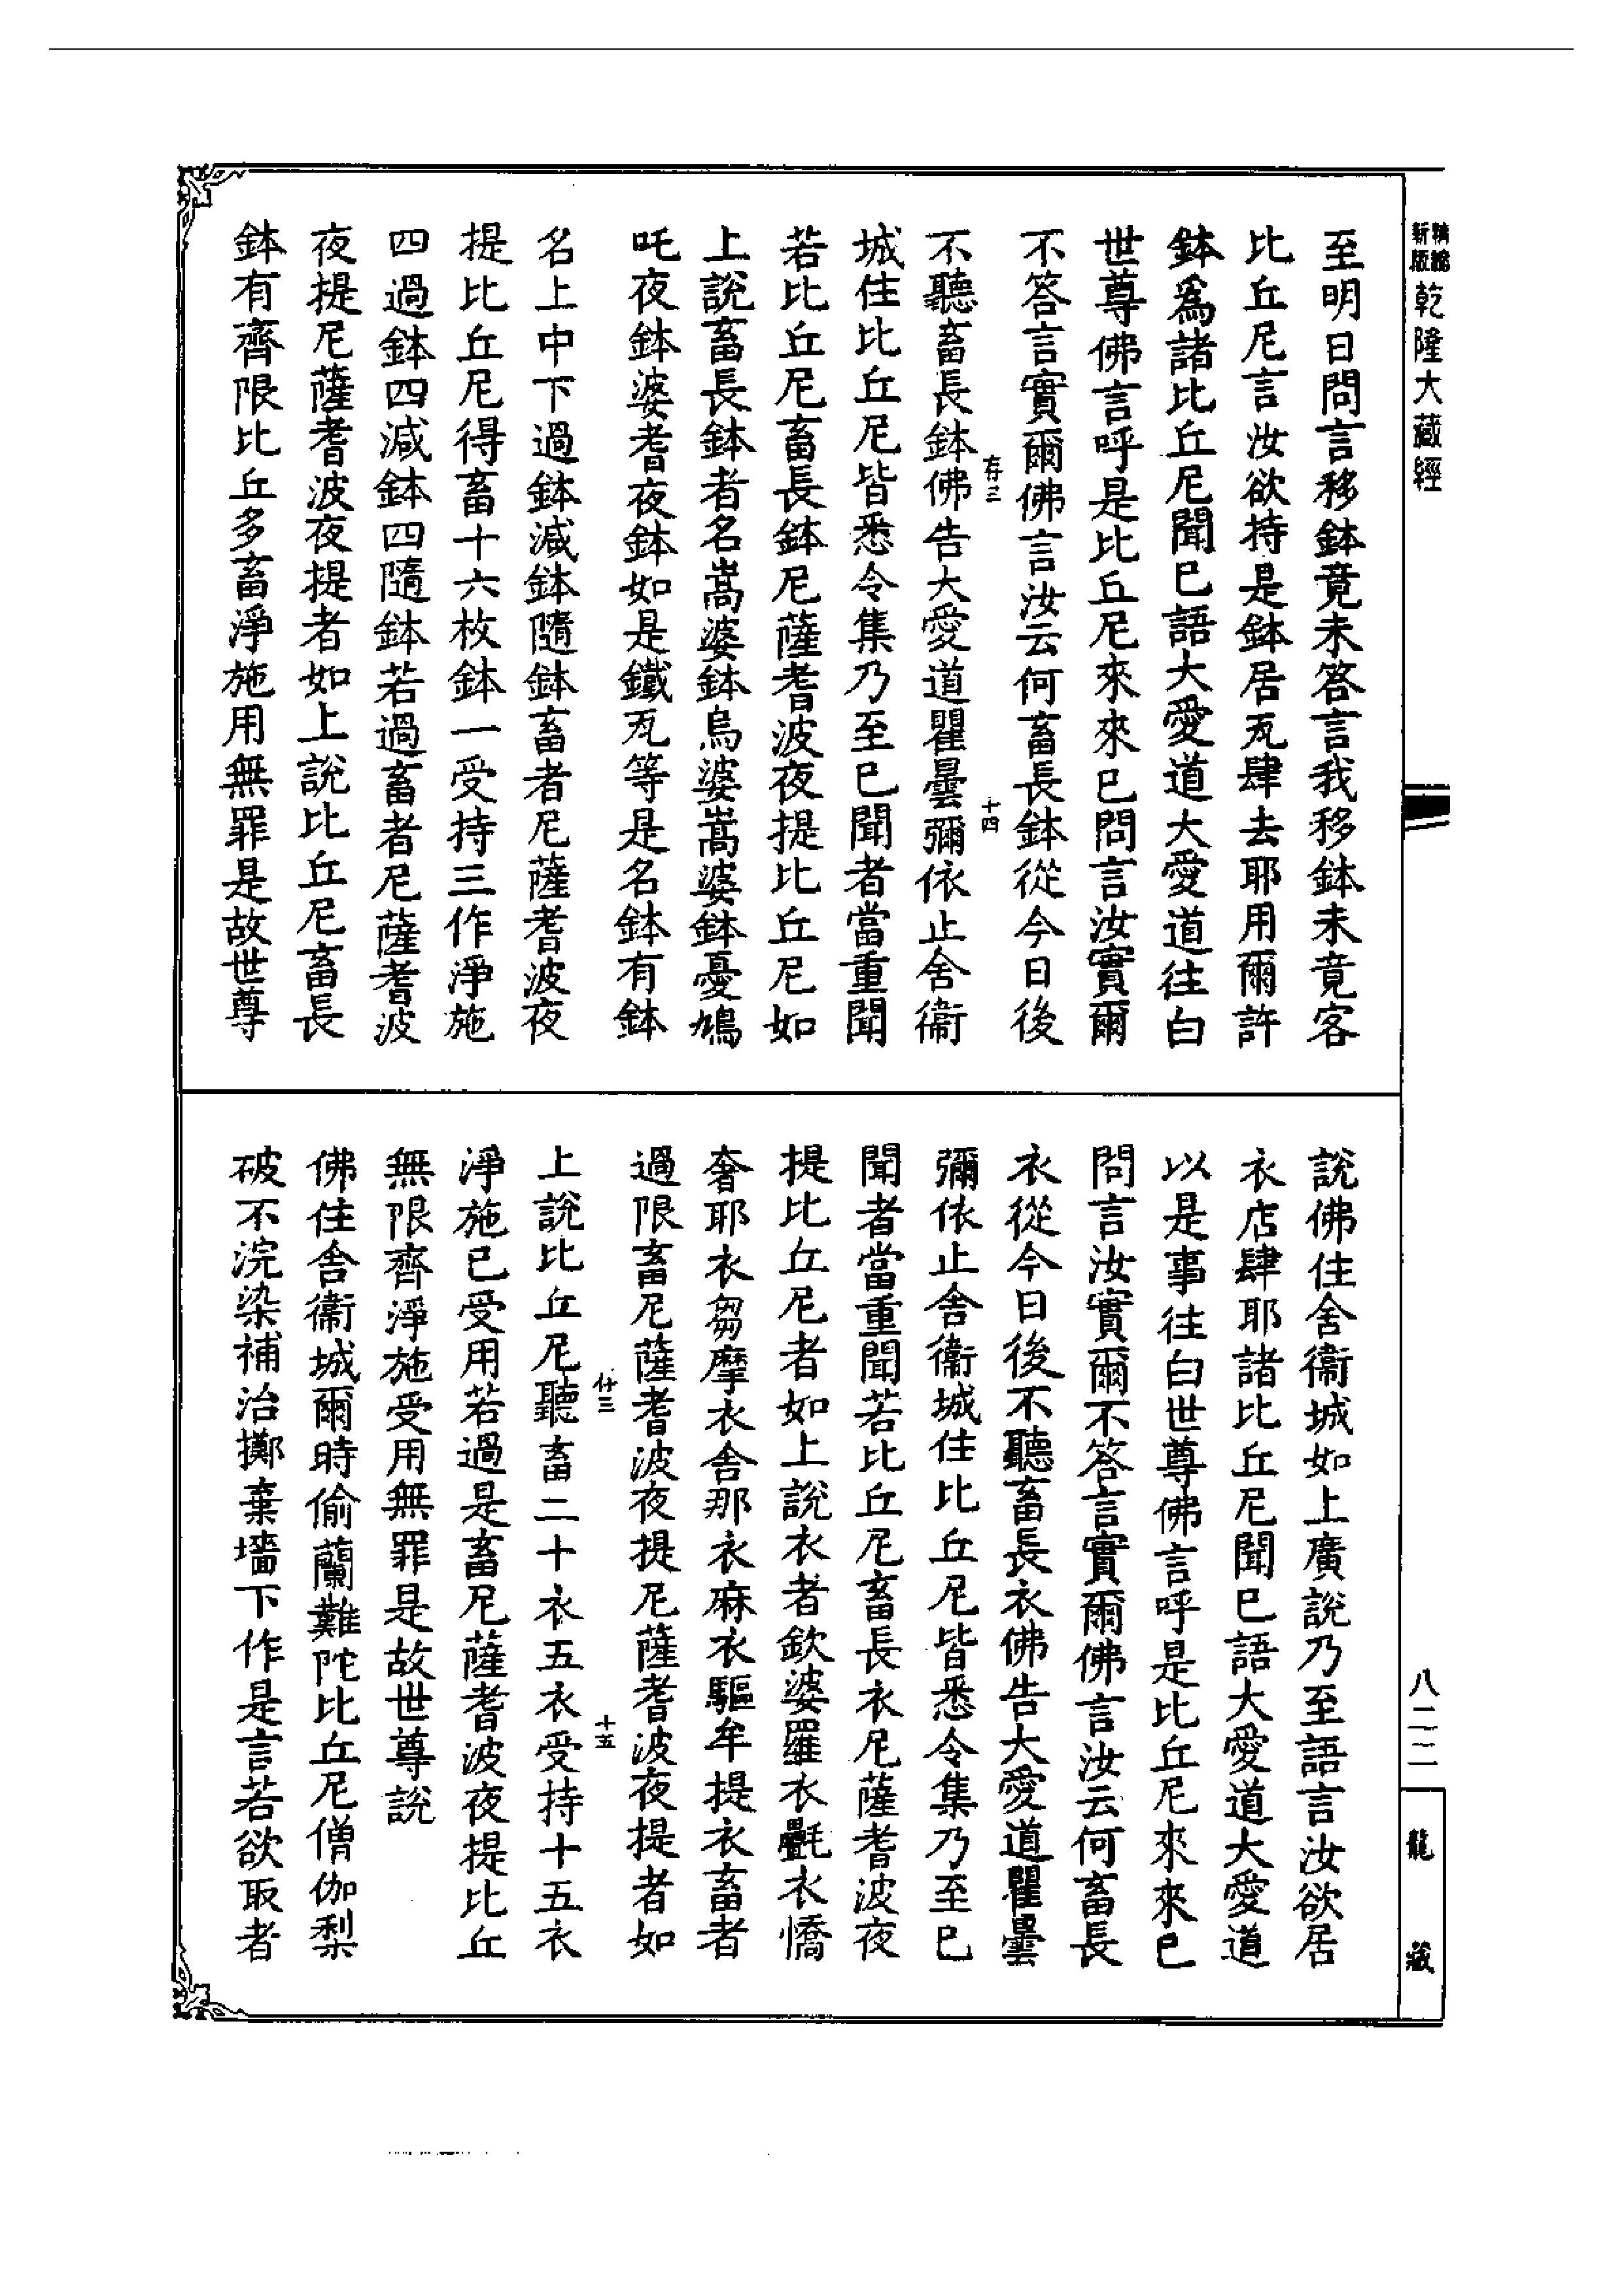 精縮新版乾隆大藏經
至明日問言移鉢竟未答言我移鉢未竟客
比丘尼言汝欲持是鉢居瓦肆去耶用爾許
鉢爲諸比丘尼聞已語大愛道大愛道往白
世尊佛言呼是比丘尼來來已問言汝實爾
不答言實爾佛言汝云何畜長鉢從今日後
存三 十四
不聽畜長鉢佛告大愛道瞿曇彌依止舍衞
城住比丘尼皆悉令集乃至已聞者當重聞
若比丘尼畜長鉢尼薩耆波夜提比丘尼如
上說畜長鉢者名嵩婆鉢烏婆嵩婆鉢憂鳩
吒夜鉢婆耆夜鉢如是鐵瓦等是名鉢有鉢
名上中下過鉢減鉢隨鉢畜者尼薩耆波夜
提比丘尼得畜十六枚鉢一受持三作淨施
四過鉢四減鉢四隨鉢若過畜者尼薩耆波
夜提尼薩耆波夜提者如上說比丘尼畜長
鉢有齊限比丘多畜淨施用無罪是故世尊
說佛住舍衞城如上廣說乃至語言汝欲居
衣店肆耶諸比丘尼聞已語大愛道大愛道
以是事往白世尊佛言呼是比丘尼來來已
問言汝實爾不答言實爾佛言汝云何畜長
衣從今日後不聽畜長衣佛告大愛道瞿曇
彌依止舍衞城住比丘尼皆悉令集乃至已
聞者當重聞若比丘尼畜長衣尼薩耆波夜
提比丘尼者如上說衣者欽婆羅衣氎衣憍
奢耶衣芻摩衣舍那衣麻衣驅牟提衣畜者
過限畜尼薩耆波夜提尼薩耆波夜提者如
三 十五
上說比丘尼聽畜二十衣五衣受持十五衣
淨施已受用若過是畜尼薩耆波夜提比丘
無限齊淨施受用無罪是故世尊說
佛住舍衞城爾時偷蘭難陀比丘尼僧伽梨
破不浣染補治擲棄墻下作是言若欲取者
八二二
龍藏